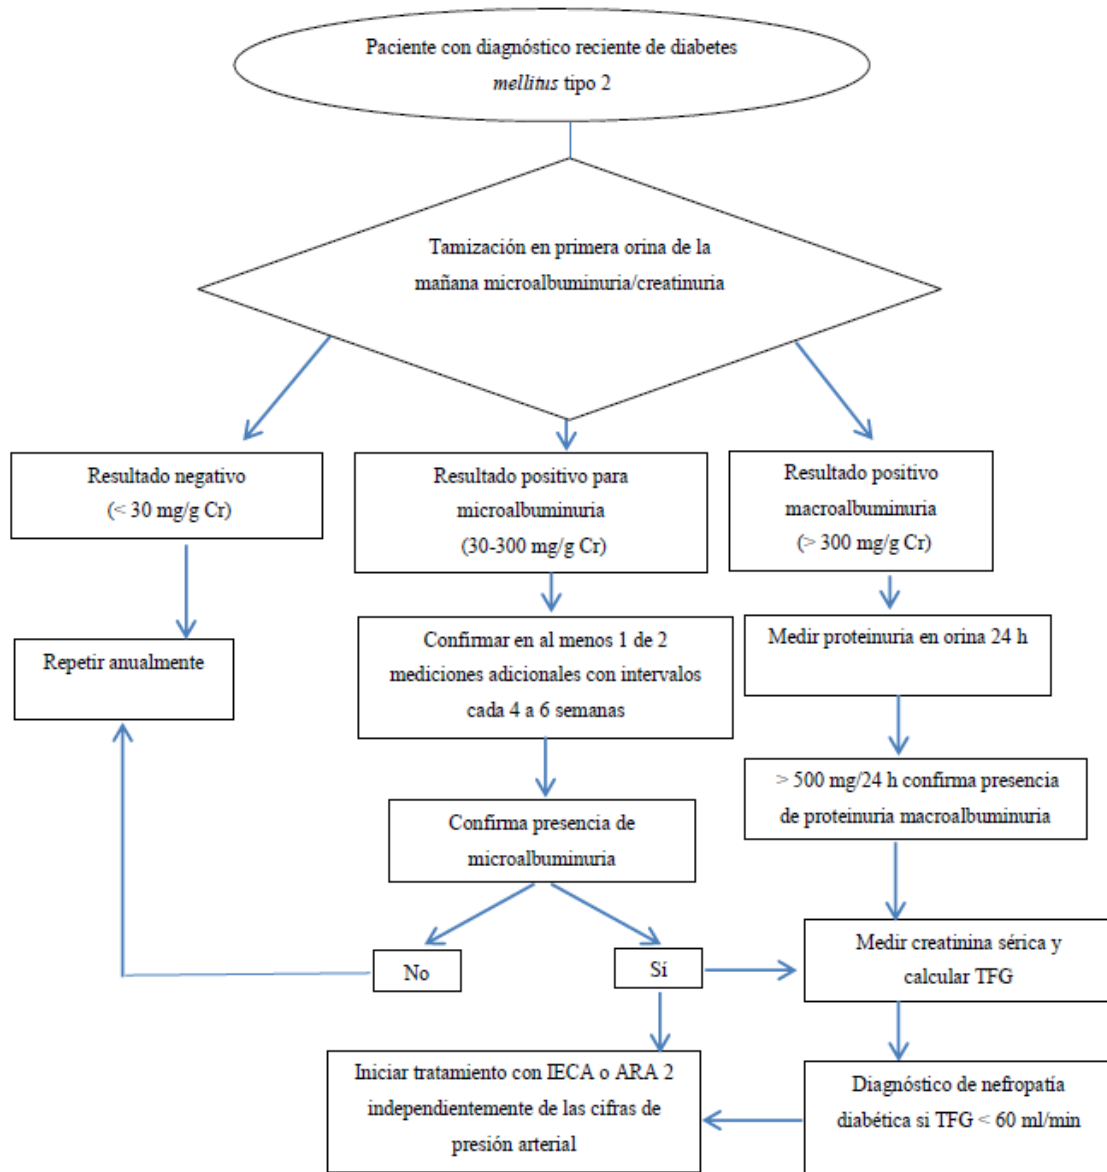 Paciente con diagnóstico reciente de diabetes
mellitus tipo 2
Tamización en primera orina de la
mañana microalbuminuria/creatinuria
Resultado negativo
(< 30 mg/g Cr)
Resultado positivo para
microalbuminuria
(30-300 mg/g Cr)
Resultado positivo
macroalbuminuria
(> 300 mg/g Cr)
Repetir anualmente
Confirmar en al menos 1 de 2
mediciones adicionales con intervalos
cada 4 a 6 semanas
Medir proteinuria en orina 24 h
> 500 mg/24 h confirma presencia
de proteinuria macroalbuminuria
Confirma presencia de
microalbuminuria
No
Sí
Medir creatinina sérica y
calcular TFG
Iniciar tratamiento con IECA o ARA 2
independientemente de las cifras de
presión arterial
Diagnóstico de nefropatía
diabética si TFG < 60 ml/min